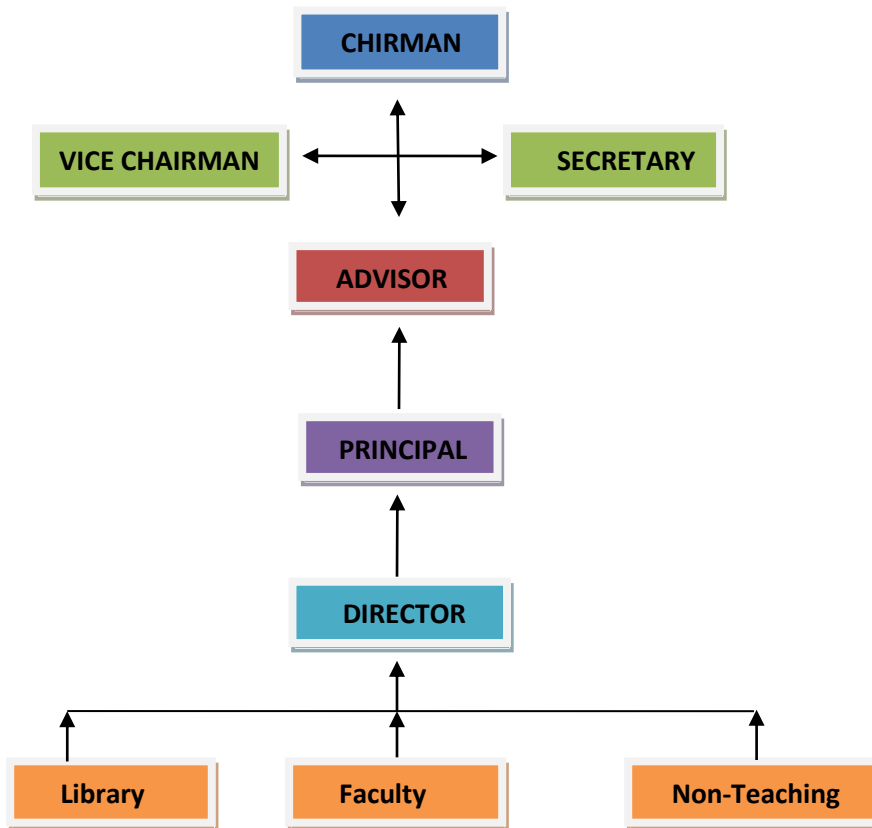 CHIRMAN
VICE CHAIRMAN
SECRETARY
ADVISOR
PRINCIPAL
DIRECTOR
Library
Faculty
Non-Teaching